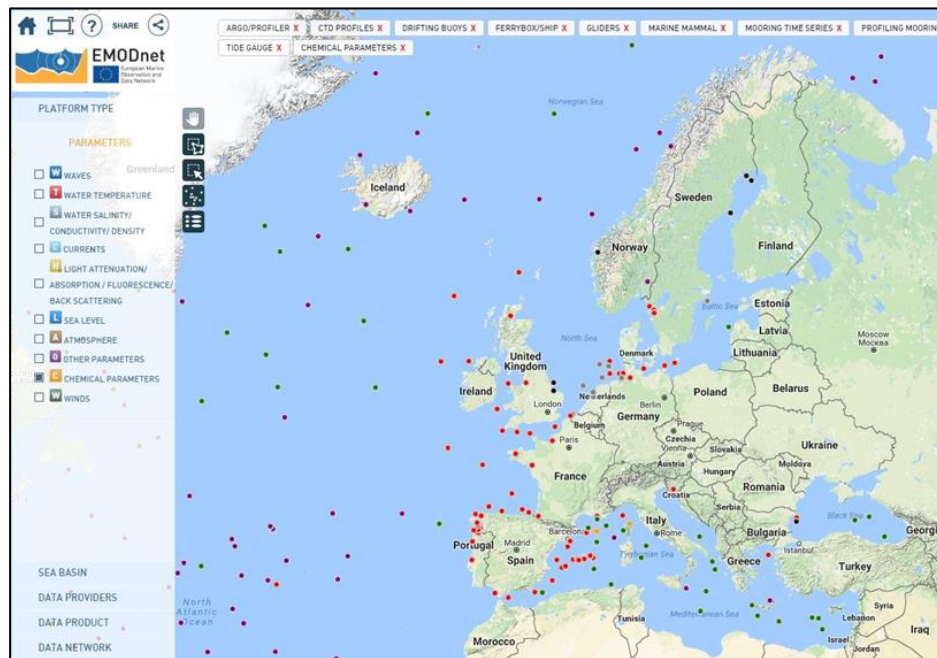 SHARE
ARGO/PROFILER X
CTD PROFILES X
DRIFTING BUOYS X
FERRYBOX/SHIP X
GLIDERS X
MARINE MAMMAL X
MOORING TIME SERIES X
PROFILING MOORIN
TIDE GAUGE X
CHEMICAL PARAMETERS X
EMODnet
European Marine
Observation and
Data Network
PLATFORM TYPE
PARAMETERS
W WAVES
T WATER TEMPERATURE
S WATER SALINITY/
CONDUCTIVITY/ DENSITY
C CURRENTS
LIGHT ATTENUATION/
ABSORPTION / FLUORESCENCE/
BACK SCATTERING
L SEA LEVEL
A ATMOSPHERE
O OTHER PARAMETERS
C CHEMICAL PARAMETERS
W WINDS
SEA BASIN
DATA PROVIDERS
DATA PRODUCT
DATA NETWORK
Greenland
Norwegian Sea
Iceland
Sweden
Norway
Finland
Baltic Sea
Estonia
Latvia
Lithuania
Moscow
Москва
North Sea
Denmark
United
Kingdom
Ireland
London
Netherlands
Berlin
Poland
Belarus
Belgium
Germany
Prague
Czechia
Ukraine
Paris
Vienna
Slovakia
Austria
Hungary
Moldova
France
Romania
Croatia
Serbia
Black Sea
Italy
Bulgaria
Georgi
Barcelona
Rome
Istanbul
Portugal
Madrid
Spain
Tyrrhenian Sea
Greece
Turkey
North
Atlantic
Ocean
Mediterranean Sea
Syria
Lebanon
Iraq
Tunisia
Israel
Jordan
Morocco